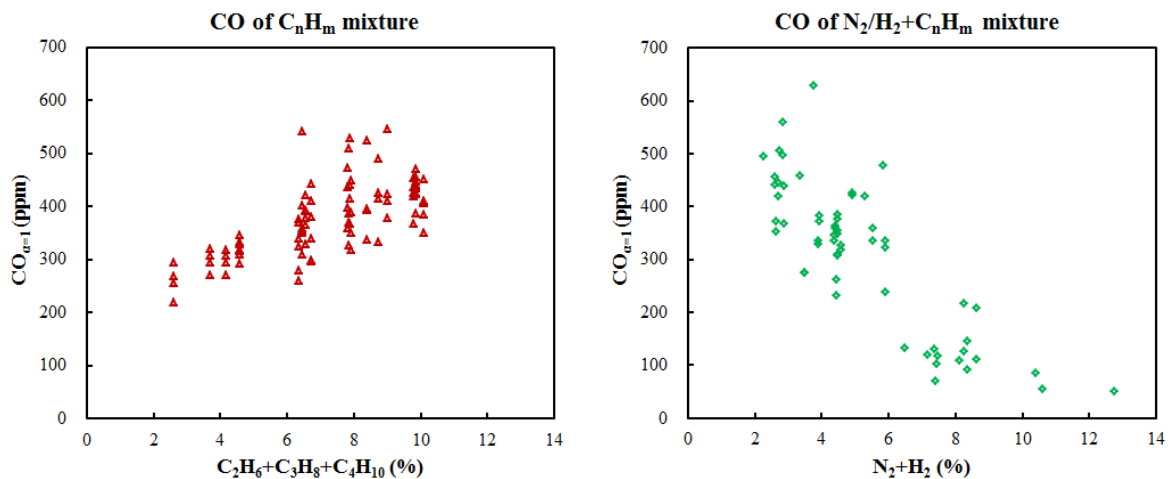 CO of CnHm mixture
700
600
500
400
300
200
100
0
COα=1 (ppm)
0 2 4 6 8 10 12 14
C2H6+C3H8+C4H10 (%)
CO of N2/H2+CnHm mixture
700
600
500
400
300
200
100
0
COα=1 (ppm)
0 2 4 6 8 10 12 14
N2+H2 (%)